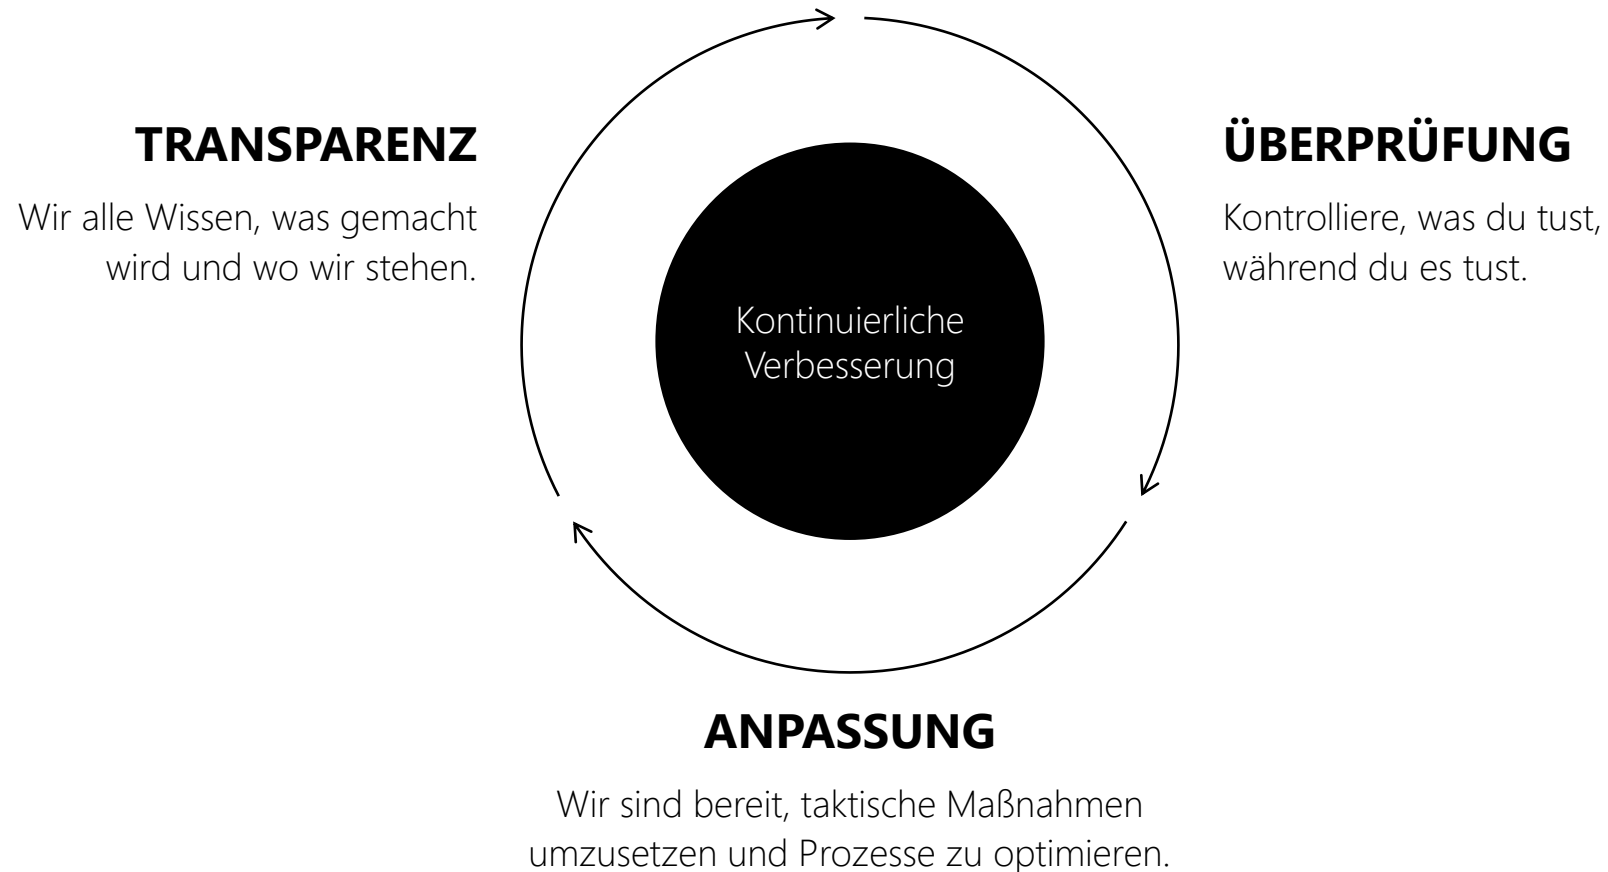 TRANSPARENZ
Wir alle Wissen, was gemacht
wird und wo wir stehen.
ÜBERPRÜFUNG
Kontrolliere, was du tust,
während du es tust.
Kontinuierliche
Verbesserung
ANPASSUNG
Wir sind bereit, taktische Maßnahmen
umzusetzen und Prozesse zu optimieren.